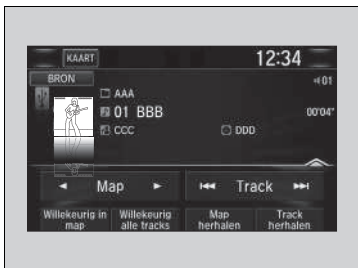 KAART
12:34
BRON
01
AAA
01 BBB
00'04"
CCC
DDD
Map
Track
Willekeurig in map
Willekeurig alle tracks
Map herhalen
Track herhalen